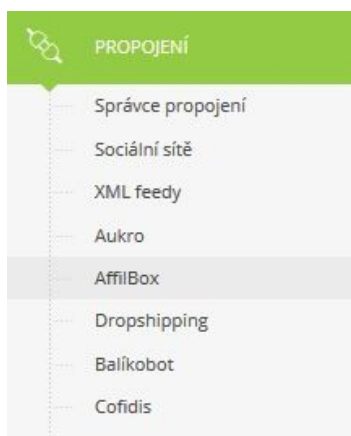 PROPOJENÍ
Správce propojení
Sociální sítě
XML feedy
Aukro
AffilBox
Dropshipping
Balíkobot
Cofidis